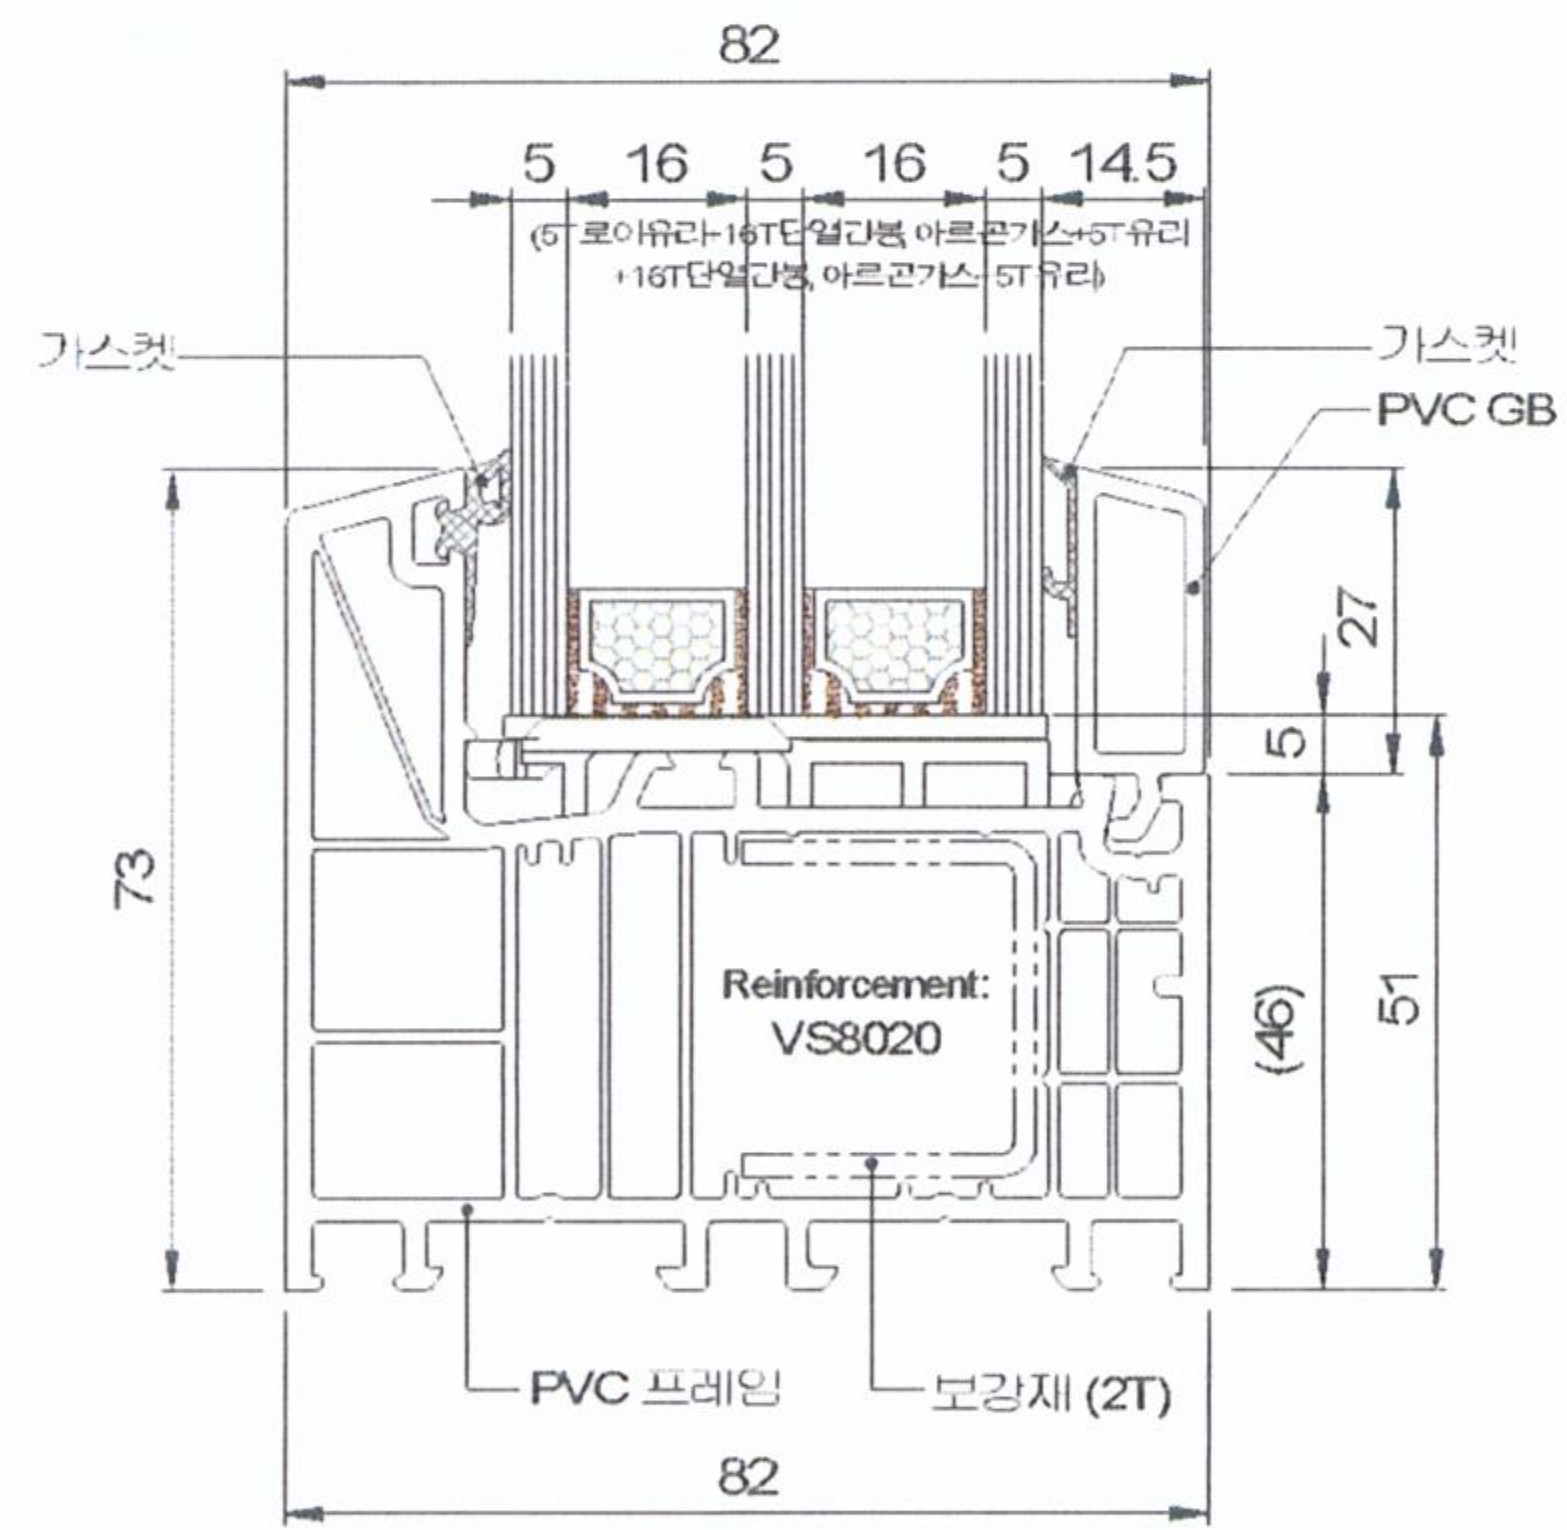 82
5 16 5 16 5 14.5
(5T로이유리+16T단열간봉, 아르곤가스+5T유리
+16T단열간봉, 아르곤가스+5T유리)
가스켓
가스켓
PVC GB
27
5
73
Reinforcement:
VS8020
(46)
51
PVC 프레임
보강재 (2T)
82